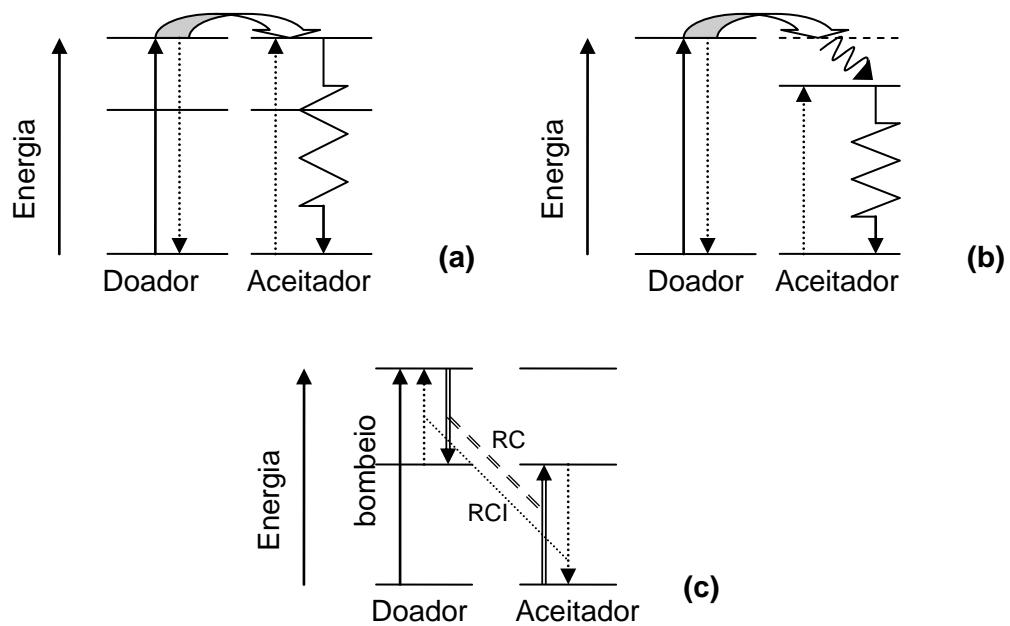 Energia
Doador
Aceitador
(a)
Energia
Doador
Aceitador
(b)
Energia
bombeio
RC
RCI
Doador
Aceitador
(c)